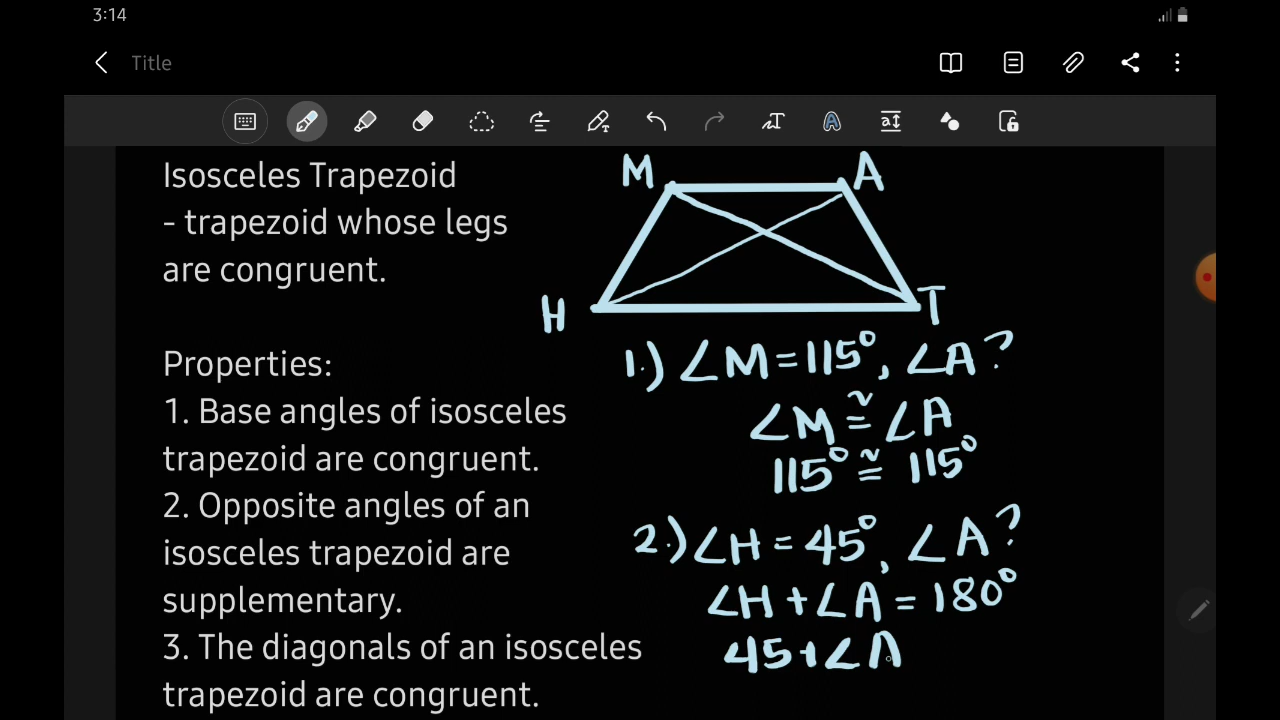 3:14
Title
Isosceles Trapezoid
- trapezoid whose legs
are congruent.
Properties:
1. Base angles of isosceles
trapezoid are congruent.
2. Opposite angles of an
isosceles trapezoid are
supplementary.
3. The diagonals of an isosceles
trapezoid are congruent.
M A
H T
1.) ∠M = 115°, ∠A?
∠M ≅ ∠A
115° ≅ 115°
2.) ∠H = 45°, ∠A?
∠H + ∠A = 180°
45 + ∠A